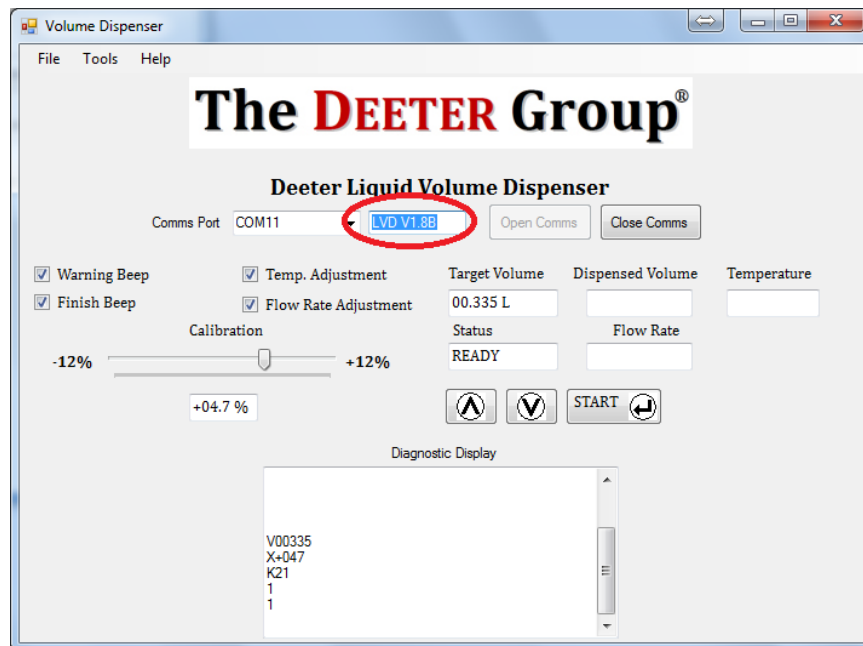 Volume Dispenser
File Tools Help
The DEETER Group®
Deeter Liquid Volume Dispenser
Comms Port COM11 LVD V1.8B Open Comms Close Comms
Warning Beep Temp. Adjustment Target Volume Dispensed Volume Temperature
Finish Beep Flow Rate Adjustment 00.335 L
Calibration Status Flow Rate
-12% +12% READY
+04.7 % START
Diagnostic Display
V00335
X+047
K21
1
1